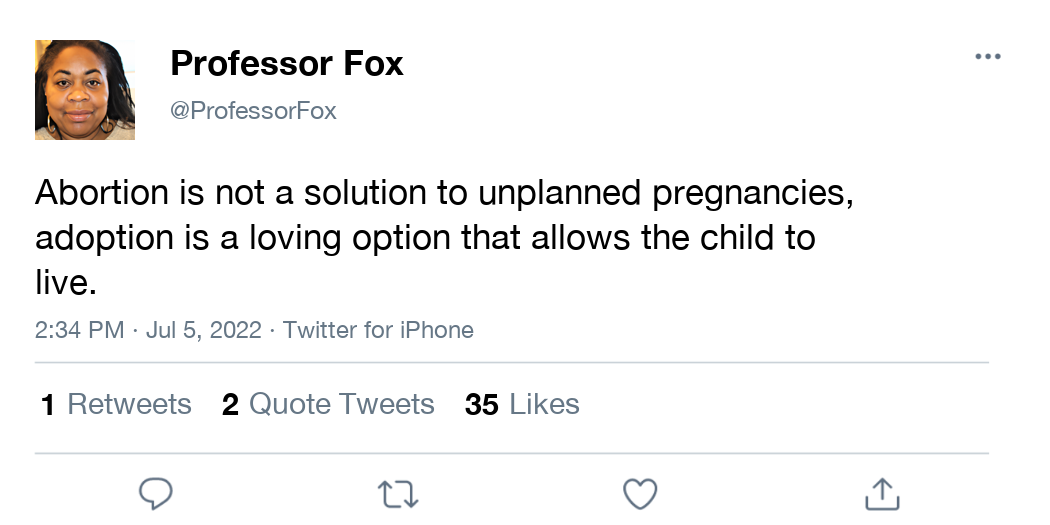 Professor Fox
@ProfessorFox
Abortion is not a solution to unplanned pregnancies,
adoption is a loving option that allows the child to
live.
2:34 PM · Jul 5, 2022 · Twitter for iPhone
1 Retweets 2 Quote Tweets 35 Likes